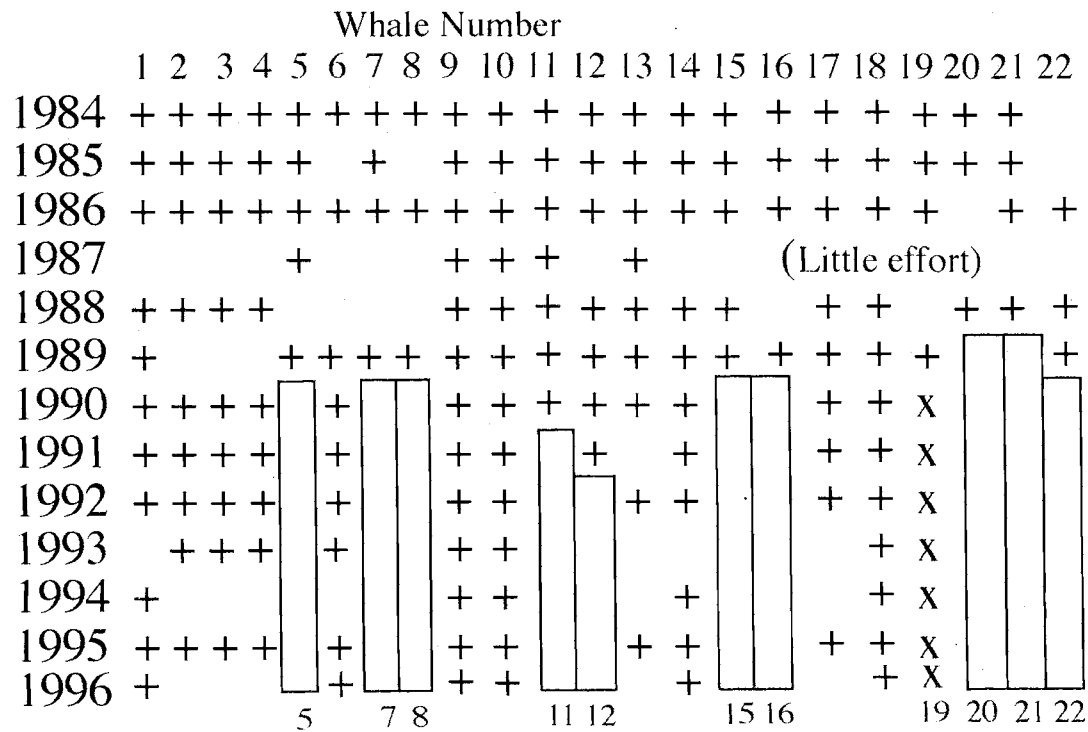 Whale Number
1 2 3 4 5 6 7 8 9 10 11 12 13 14 15 16 17 18 19 20 21 22
1984 + + + + + + + + + + + + + + + + + + + + +
1985 + + + + + + + + + + + + + + + + + + +
1986 + + + + + + + + + + + + + + + + + + + + +
1987 + + + + + (Little effort)
1988 + + + + + + + + + + + + + + + +
1989 + + + + + + + + + + + + + + + + +
1990 + + + + + + + + + + + + + x
1991 + + + + + + + + + + + x
1992 + + + + + + + + + + + x
1993 + + + + + + + x
1994 + + + + + x
1995 + + + + + + + + + + + x
1996 + + + + + + x
5 7 8 11 12 15 16 19 20 21 22